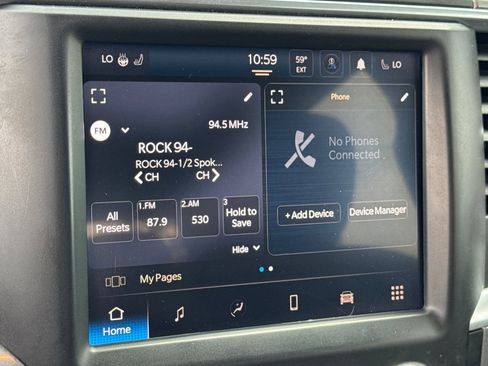 LO
10:59
59°
EXT
LO
Phone
FM
94.5 MHz
ROCK 94-
ROCK 94-1/2 Spok...
CH CH
No Phones
Connected
All
Presets
1.FM
87.9
2.AM
530
3
Hold to
Save
+ Add Device
Device Manager
Hide
My Pages
Home